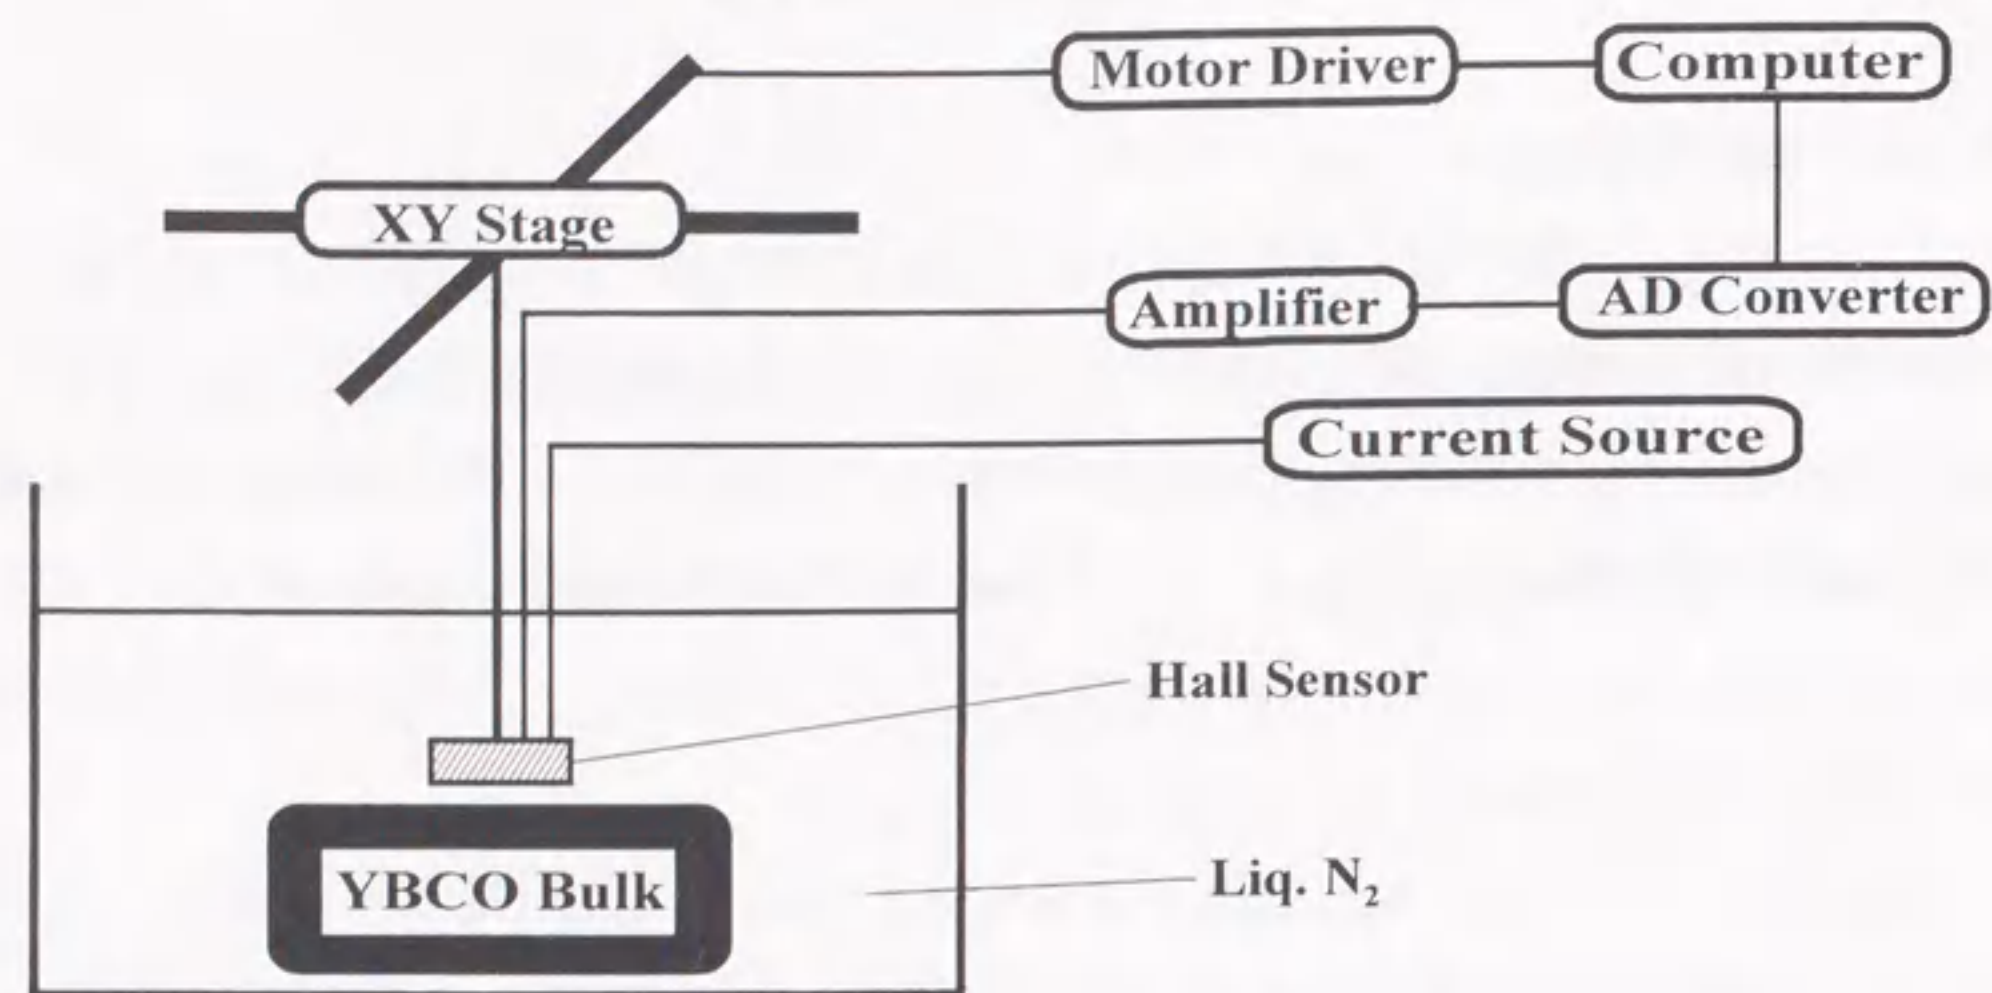 Motor Driver
Computer
XY Stage
Amplifier
AD Converter
Current Source
Hall Sensor
YBCO Bulk
Liq. N₂